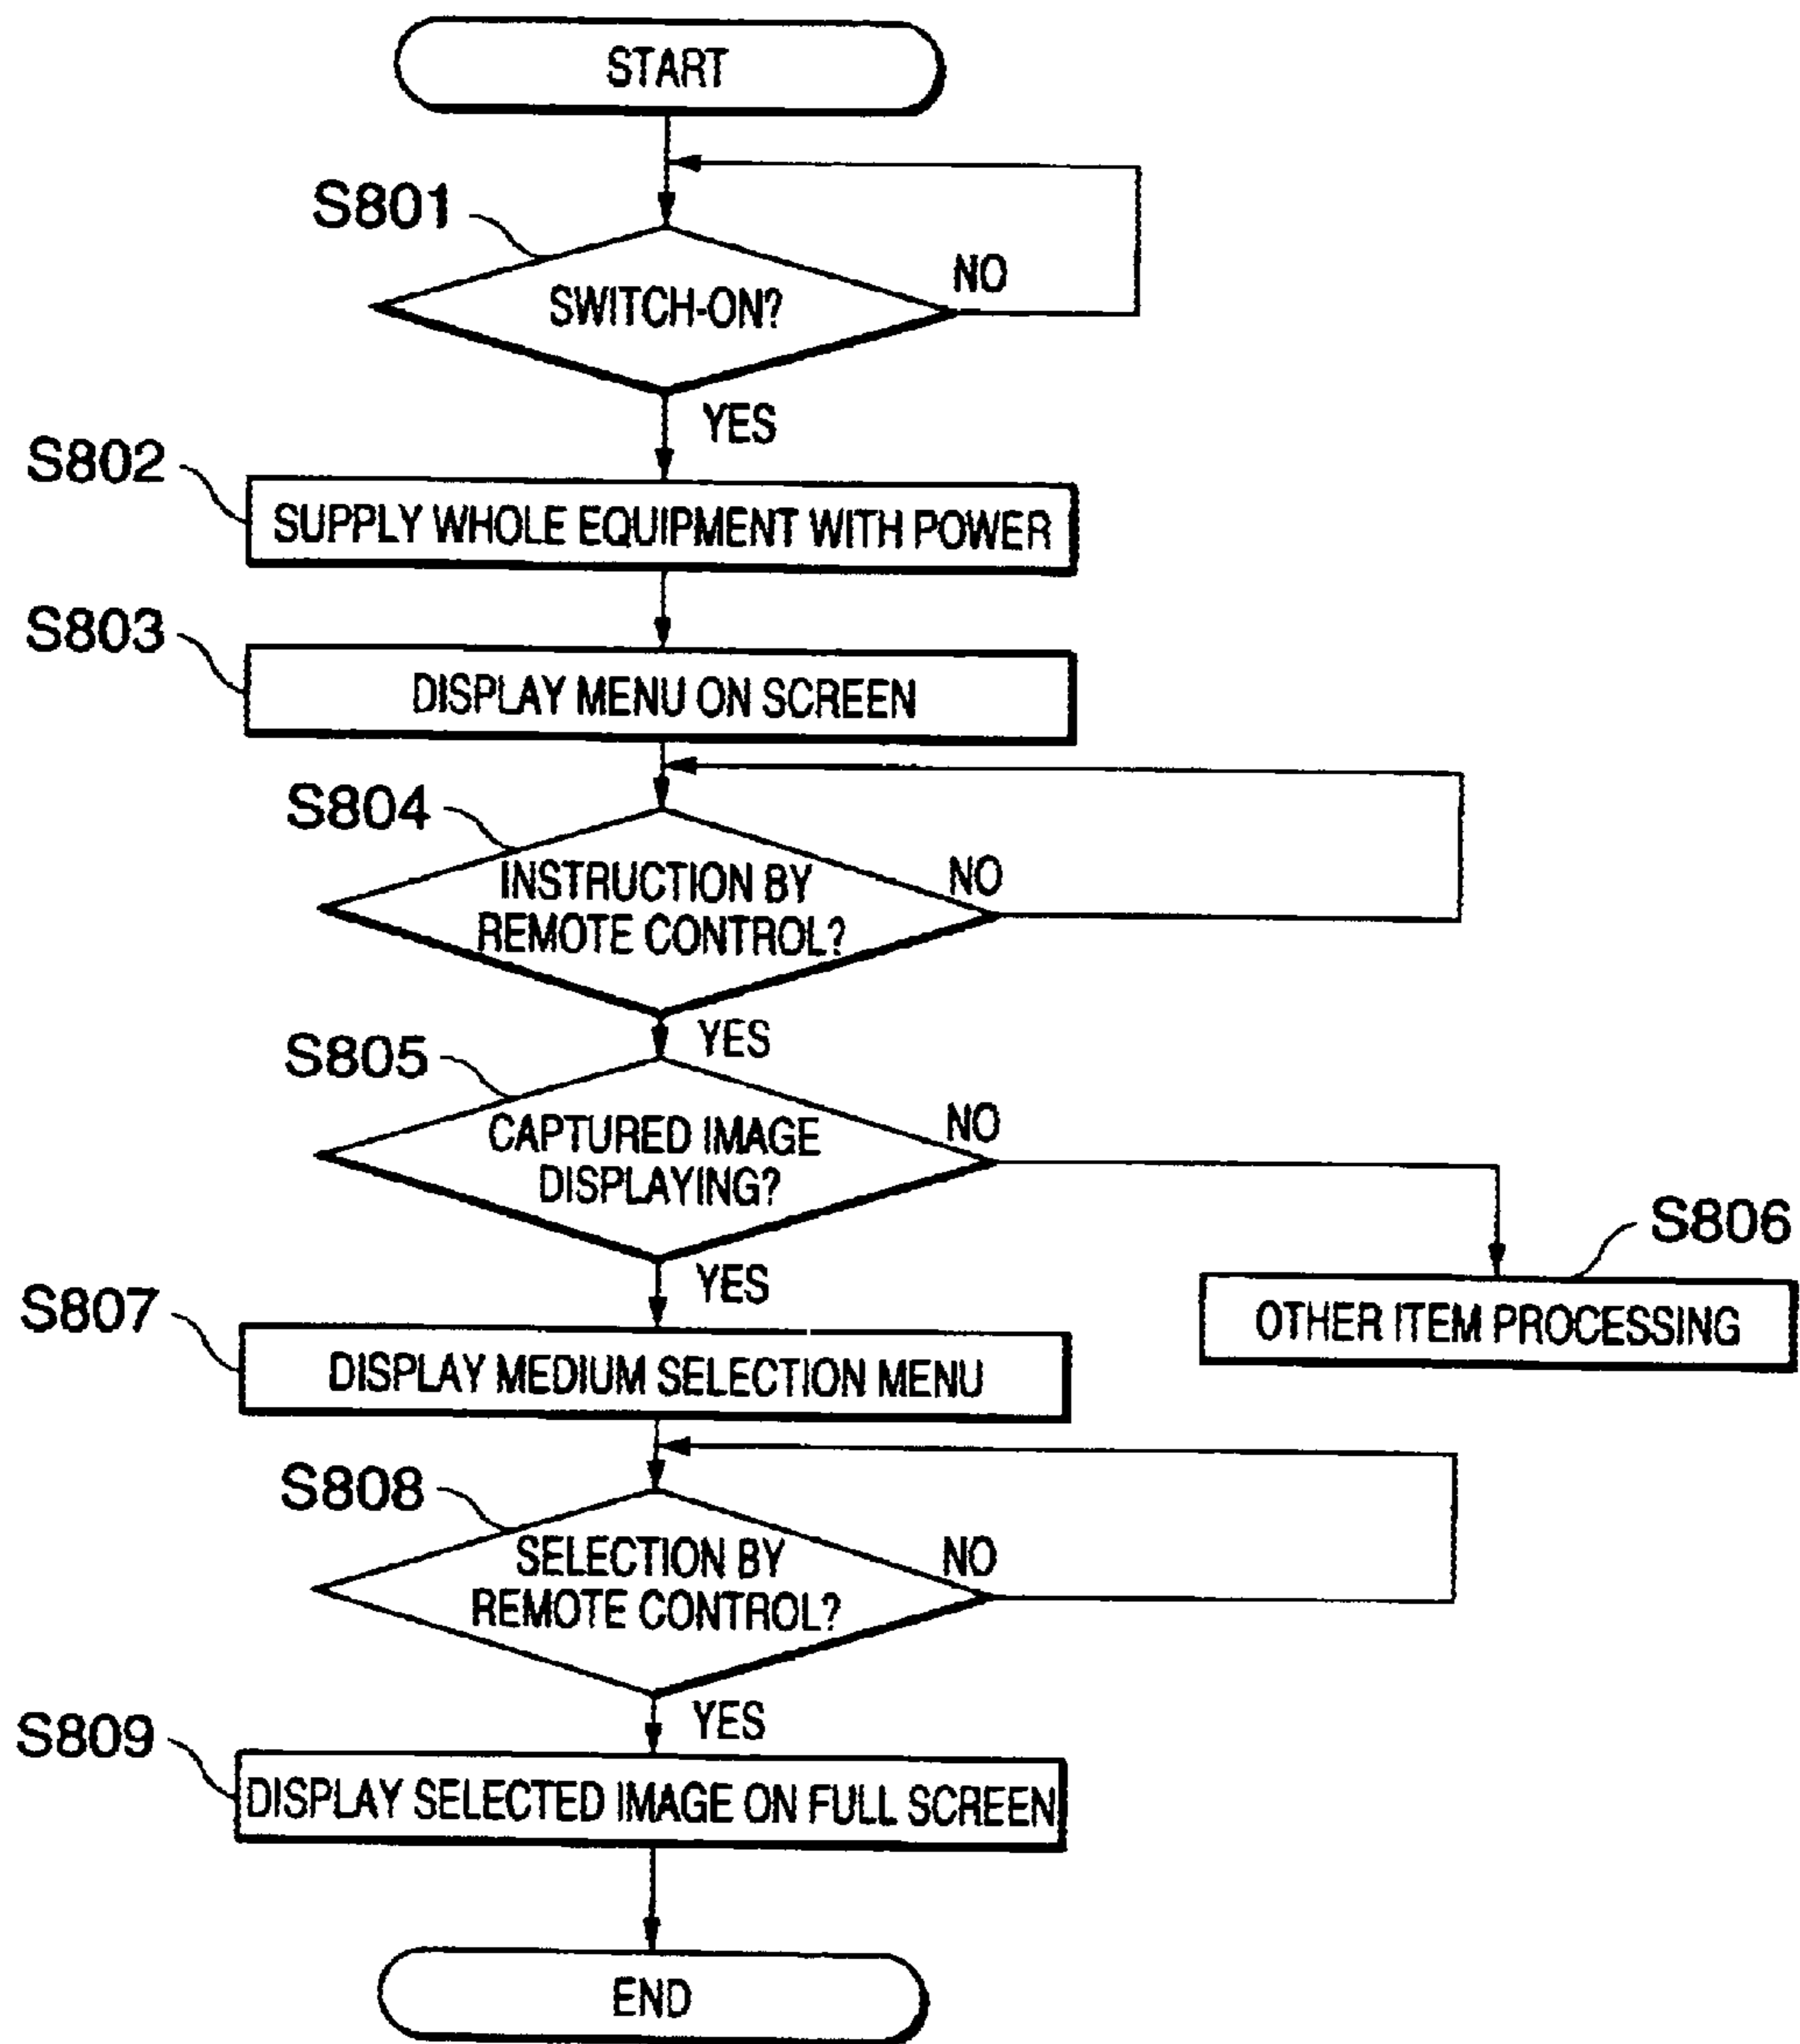 START
S801
SWITCH-ON?
NO
YES
S802
SUPPLY WHOLE EQUIPMENT WITH POWER
S803
DISPLAY MENU ON SCREEN
S804
INSTRUCTION BY
REMOTE CONTROL?
NO
YES
S805
CAPTURED IMAGE
DISPLAYING?
NO
YES
S806
OTHER ITEM PROCESSING
S807
DISPLAY MEDIUM SELECTION MENU
S808
SELECTION BY
REMOTE CONTROL?
NO
YES
S809
DISPLAY SELECTED IMAGE ON FULL SCREEN
END